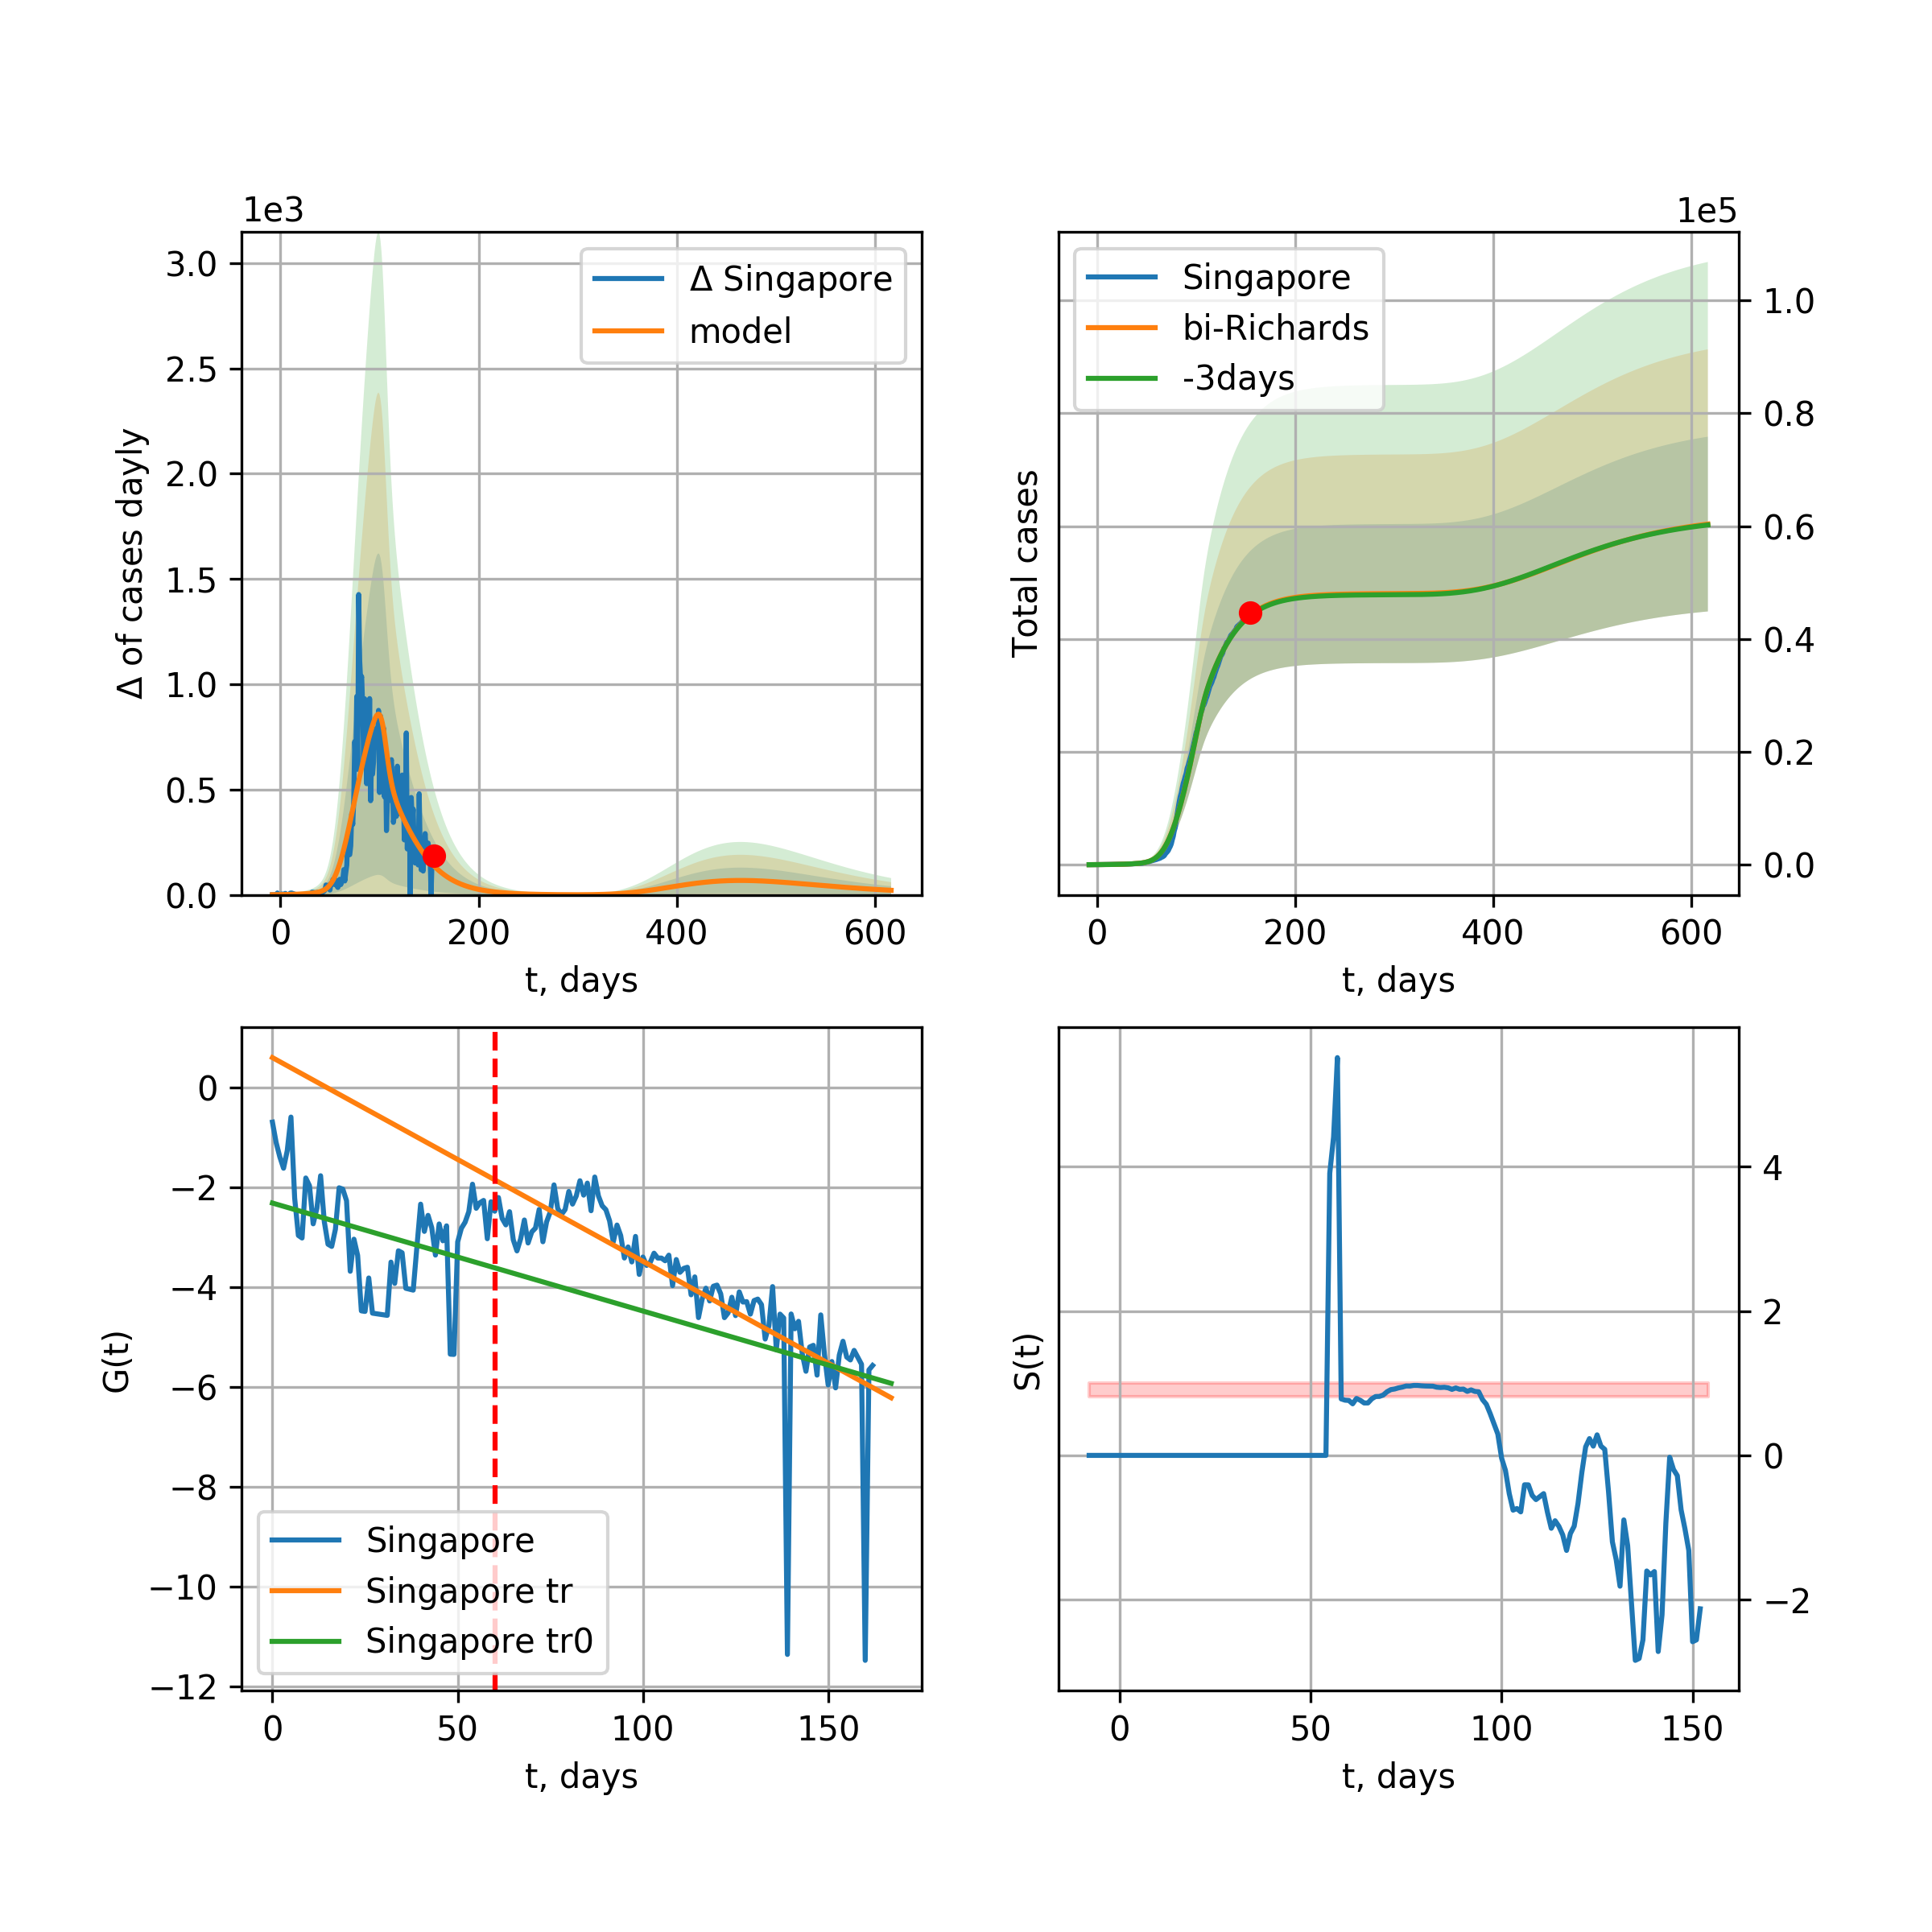 1e3
3.0
2.5
2.0
1.5
1.0
0.5
0.0
Δ of cases dayly
Δ Singapore
model
0 200 400 600
t, days
1e5
1.0
0.8
0.6
0.4
0.2
0.0
Total cases
Singapore
bi-Richards
-3days
0 200 400 600
t, days
0
−2
−4
−6
−8
−10
−12
G(t)
Singapore
Singapore tr
Singapore tr0
0 50 100 150
t, days
4
2
0
−2
S(t)
0 50 100 150
t, days